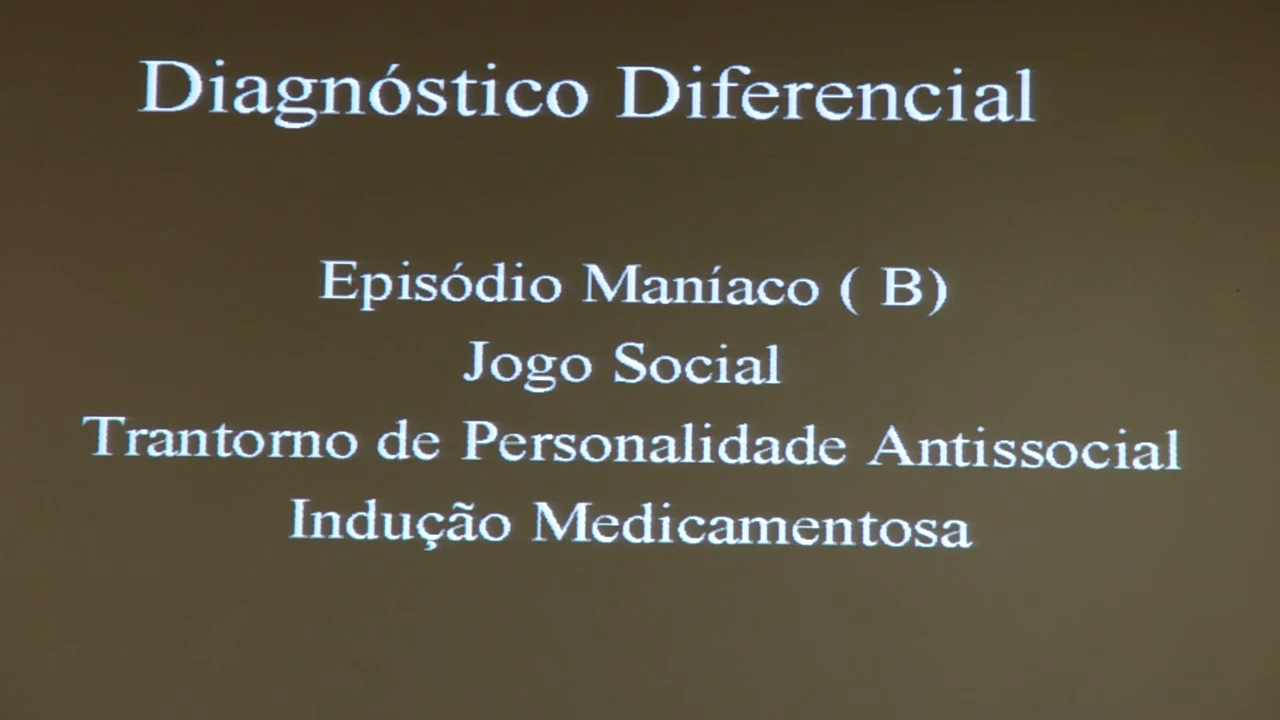 Diagnóstico Diferencial
Episódio Maníaco ( B)
Jogo Social
Trantorno de Personalidade Antissocial
Indução Medicamentosa